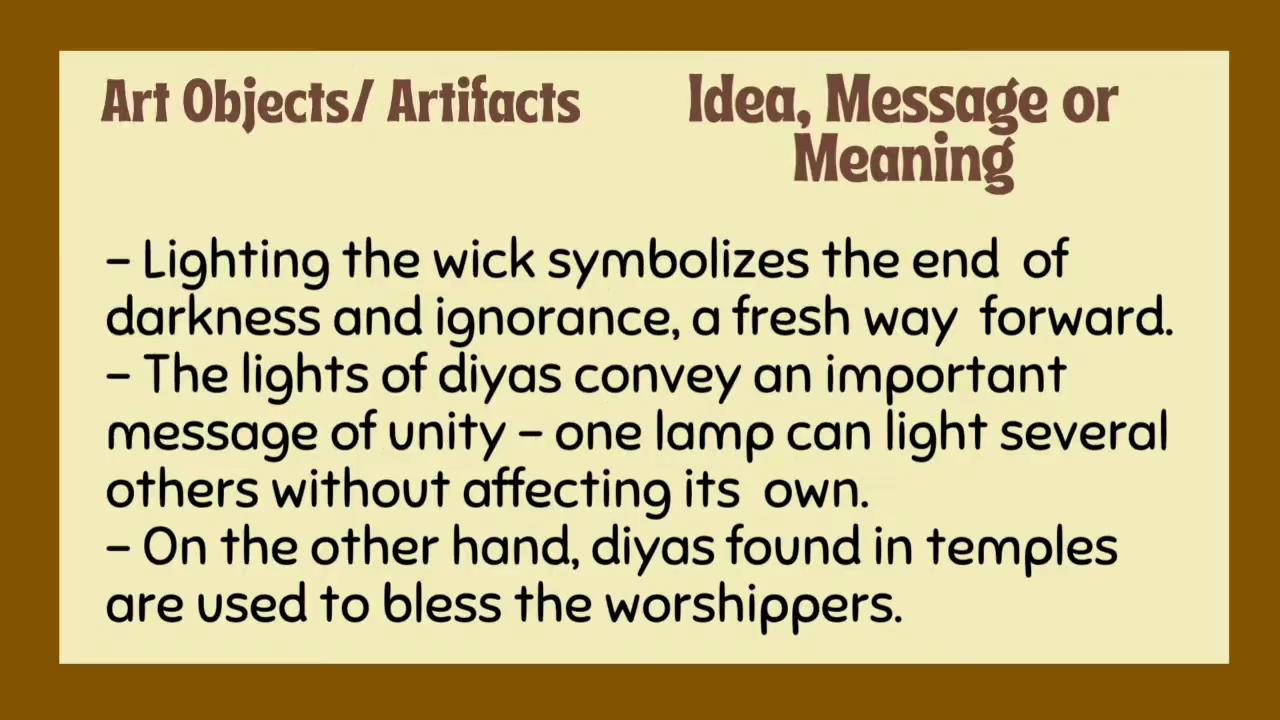 Art Objects/ Artifacts
Idea, Message or
Meaning
– Lighting the wick symbolizes the end of
darkness and ignorance, a fresh way forward.
– The lights of diyas convey an important
message of unity – one lamp can light several
others without affecting its own.
– On the other hand, diyas found in temples
are used to bless the worshippers.